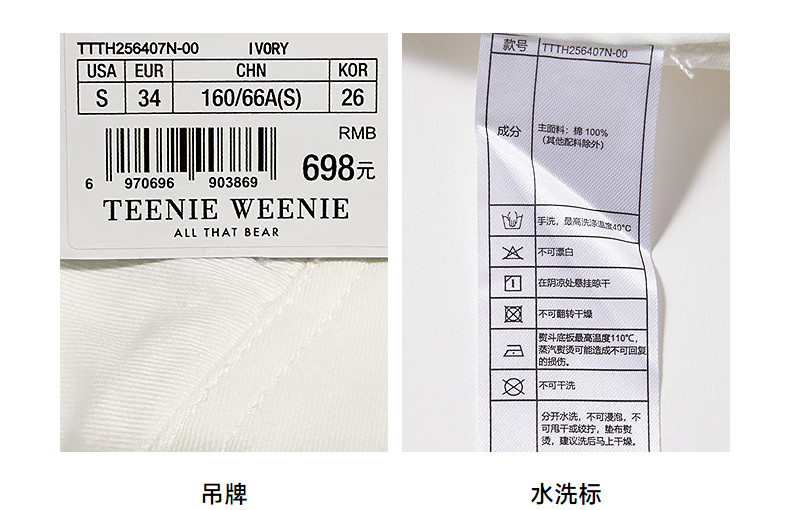 TTTH256407N-00 IVORY
USA EUR CHN KOR
S 34 160/66A(S) 26
RMB
698元
6 970696 903869
TEENIE WEENIE
ALL THAT BEAR
吊牌
款号 TTTH256407N-00
成分 主面料：棉 100%
（其他配料除外）
手洗，最高洗涤温度40°C
不可漂白
在阴凉处悬挂晾干
不可翻转干燥
熨斗底板最高温度110℃，
蒸汽熨烫可能造成不可回复
的损伤。
不可干洗
分开水洗，不可浸泡，不
可甩干或绞拧，垫布熨
烫，建议洗后马上干燥。
水洗标